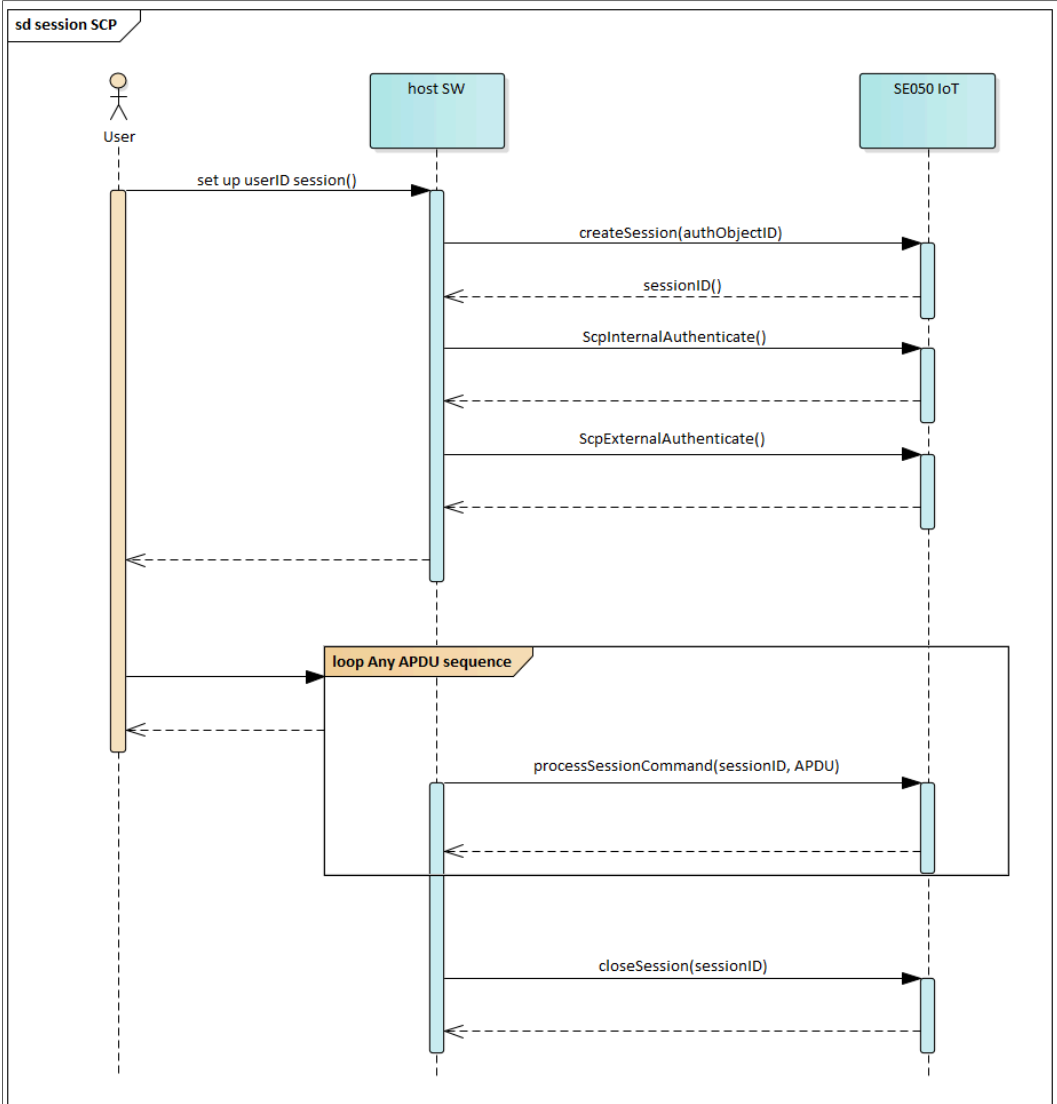 sd session SCP
host SW
SE050 IoT
User
set up userID session()
createSession(authObjectID)
sessionID()
ScpInternalAuthenticate()
ScpExternalAuthenticate()
loop Any APDU sequence
processSessionCommand(sessionID, APDU)
closeSession(sessionID)